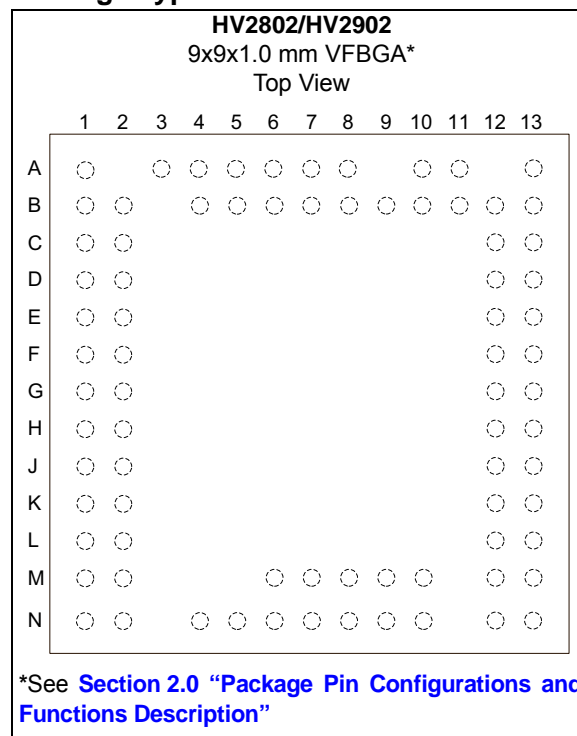 HV2802/HV2902
9x9x1.0 mm VFBGA*
Top View
1 2 3 4 5 6 7 8 9 10 11 12 13
A
B
C
D
E
F
G
H
J
K
L
M
N
*See Section 2.0 “Package Pin Configurations and
Functions Description”